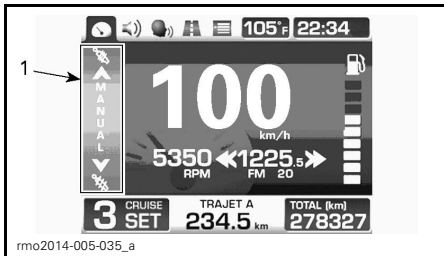 105°F 22:34
1
MANUAL
100
km/h
5350 1225.5
RPM FM 20
3 CRUISE SET
TRAJET A
234.5 km
TOTAL (km)
278327
rmo2014-005-035_a